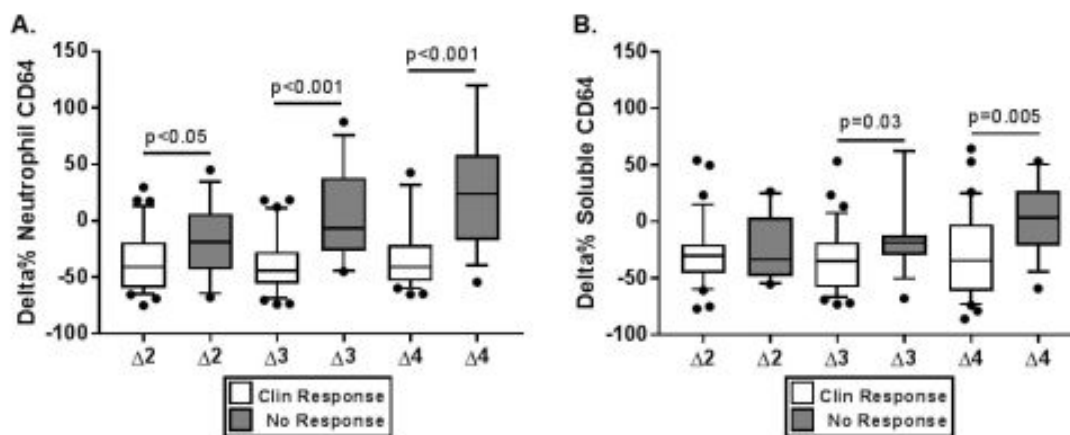 A.
Delta% Neutrophil CD64
150
100
50
0
-50
-100
p<0.05
p<0.001
p<0.001
Δ2 Δ2 Δ3 Δ3 Δ4 Δ4
Clin Response
No Response
B.
Delta% Soluble CD64
150
100
50
0
-50
-100
p=0.03
p=0.005
Δ2 Δ2 Δ3 Δ3 Δ4 Δ4
Clin Response
No Response